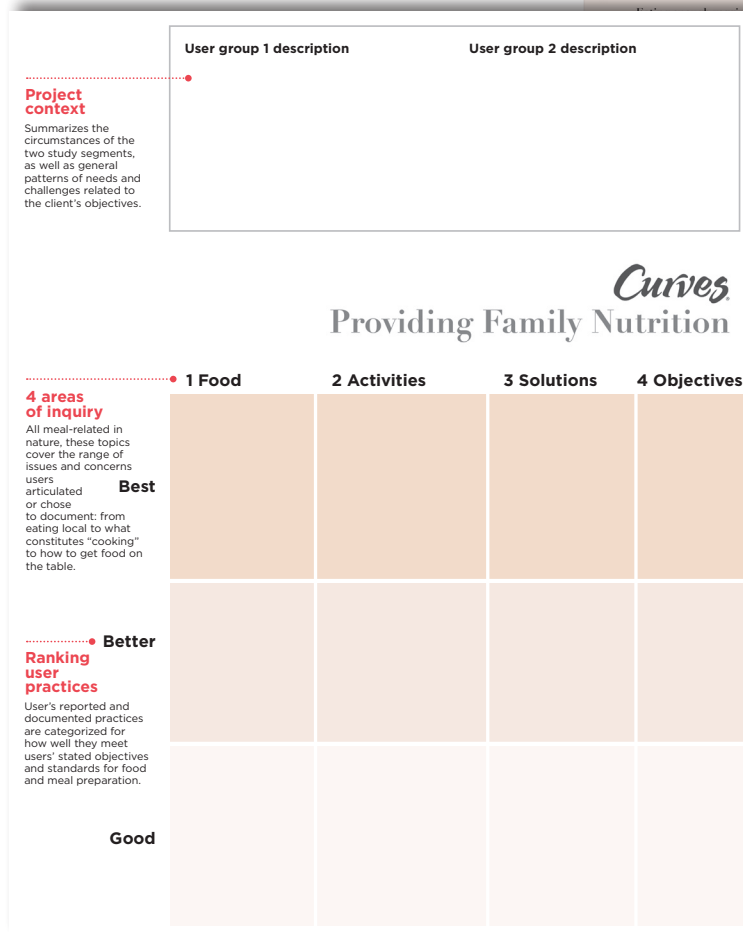 User group 1 description
User group 2 description
Project
context
Summarizes the
circumstances of the
two study segments,
as well as general
patterns of needs and
challenges related to
the client’s objectives.
Curves
Providing Family Nutrition
1 Food
2 Activities
3 Solutions
4 Objectives
4 areas
of inquiry
All meal-related in
nature, these topics
cover the range of
issues and concerns
users
articulated
or chose
to document: from
eating local to what
constitutes “cooking”
to how to get food on
the table.
Best
Better
Ranking
user
practices
User’s reported and
documented practices
are categorized for
how well they meet
users’ stated objectives
and standards for food
and meal preparation.
Good